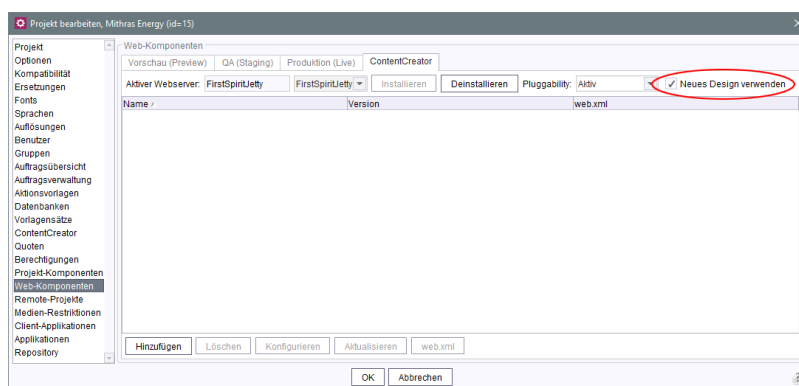 Projekt bearbeiten, Mithras Energy (id=15)
Projekt
Optionen
Kompatibilität
Ersetzungen
Fonts
Sprachen
Auflösungen
Benutzer
Gruppen
Auftragsübersicht
Auftragsverwaltung
Aktionsvorlagen
Datenbanken
Vorlagensätze
ContentCreator
Quoten
Berechtigungen
Projekt-Komponenten
Web-Komponenten
Remote-Projekte
Medien-Restriktionen
Client-Applikationen
Applikationen
Repository
Web-Komponenten
Vorschau (Preview) QA (Staging) Produktion (Live) ContentCreator
Aktiver Webserver: FirstSpiritJetty FirstSpiritJetty Installieren Deinstallieren Pluggability: Aktiv Neues Design verwenden
Name Version web.xml
Hinzufügen Löschen Konfigurieren Aktualisieren web.xml
OK Abbrechen